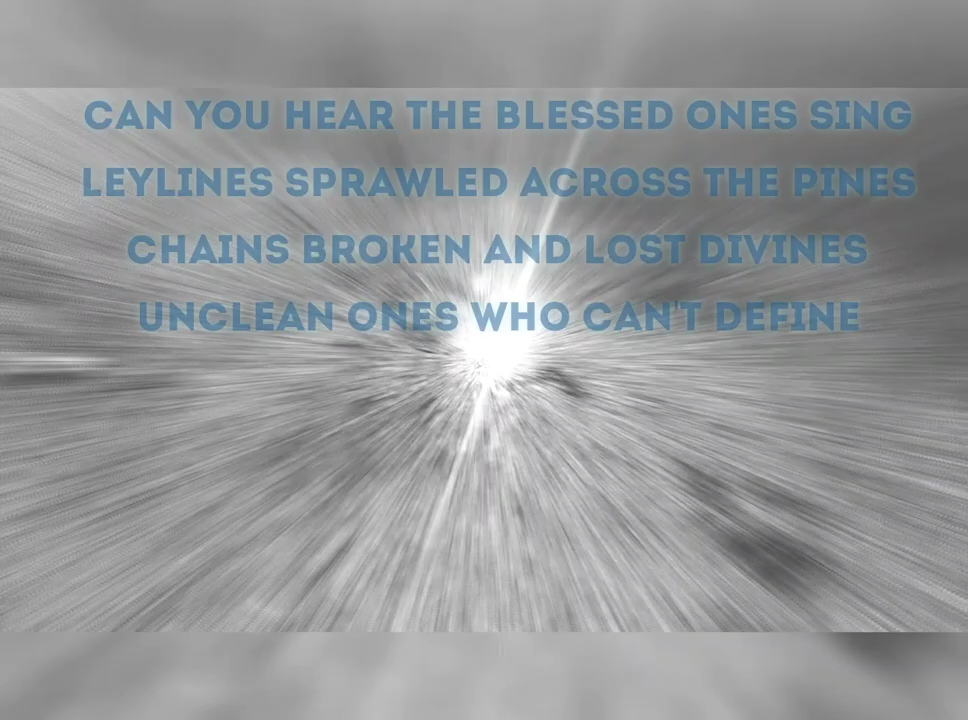 CAN YOU HEAR THE BLESSED ONES SING
LEYLINES SPRAWLED ACROSS THE PINES
CHAINS BROKEN AND LOST DIVINES
UNCLEAN ONES WHO CAN'T DEFINE